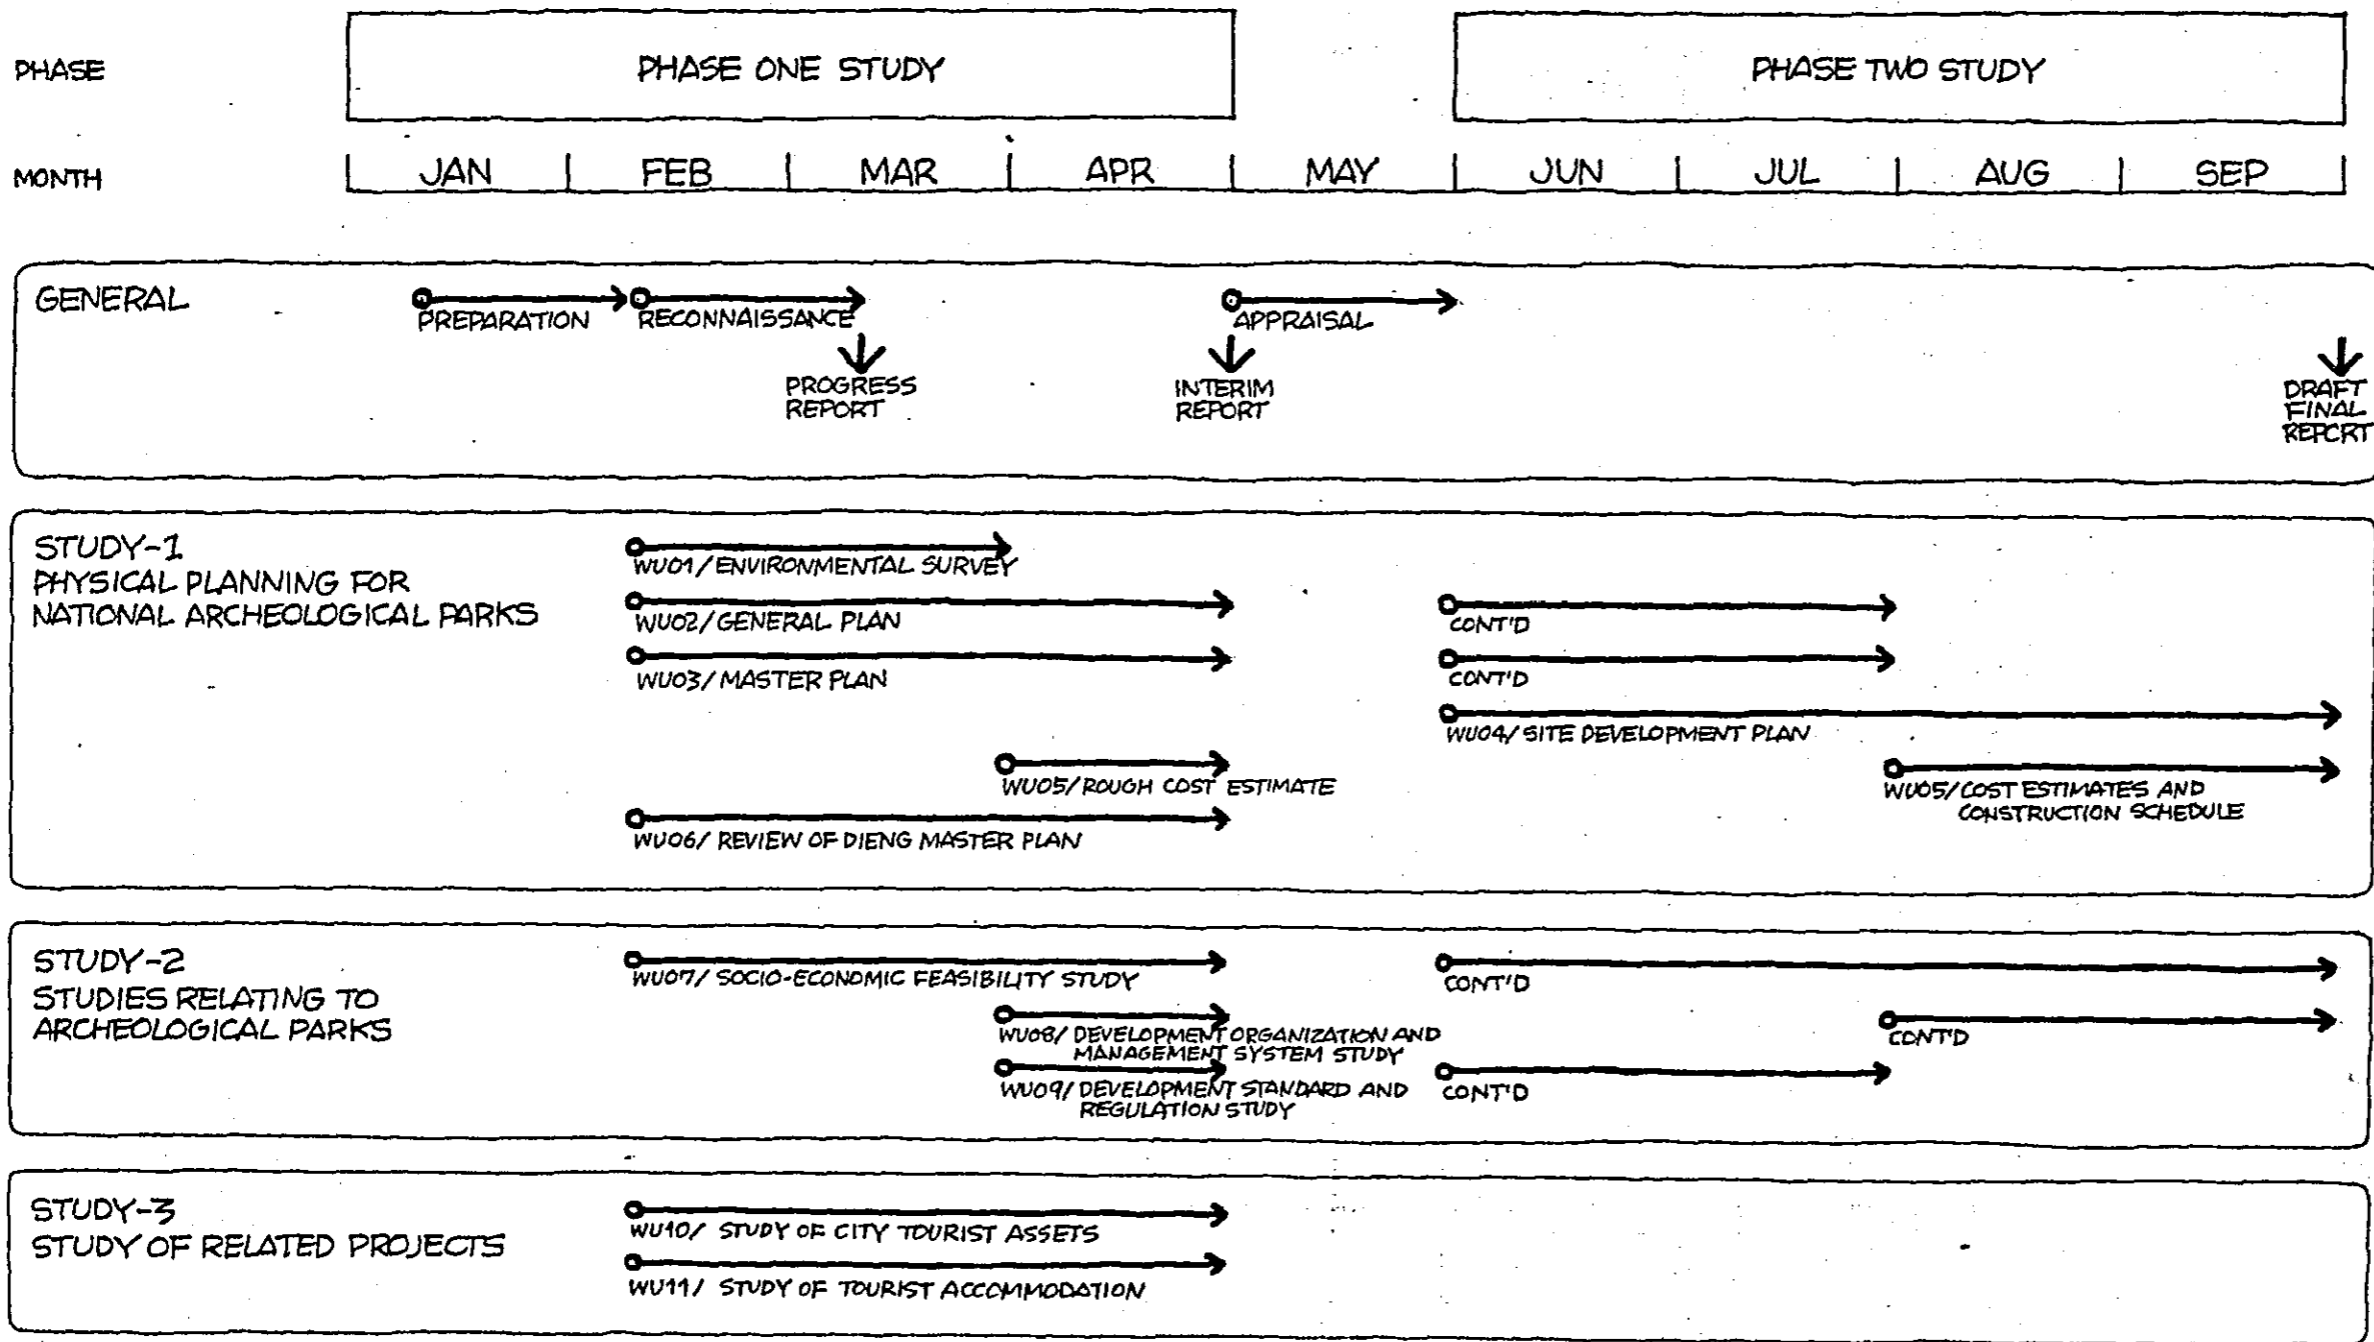 PHASE
PHASE ONE STUDY
PHASE TWO STUDY
MONTH
JAN
FEB
MAR
APR
MAY
JUN
JUL
AUG
SEP
GENERAL
PREPARATION
RECONNAISSANCE
APPRAISAL
PROGRESS
REPORT
INTERIM
REPORT
DRAFT
FINAL
REPORT
STUDY-1
PHYSICAL PLANNING FOR
NATIONAL ARCHEOLOGICAL PARKS
WU01/ENVIRONMENTAL SURVEY
WU02/GENERAL PLAN
CONT'D
WU03/MASTER PLAN
CONT'D
WU04/SITE DEVELOPMENT PLAN
WU05/ROUGH COST ESTIMATE
WU05/COST ESTIMATES AND
CONSTRUCTION SCHEDULE
WU06/ REVIEW OF DIENG MASTER PLAN
STUDY-2
STUDIES RELATING TO
ARCHEOLOGICAL PARKS
WU07/ SOCIO-ECONOMIC FEASIBILITY STUDY
CONT'D
WU08/ DEVELOPMENT ORGANIZATION AND
MANAGEMENT SYSTEM STUDY
CONT'D
WU09/ DEVELOPMENT STANDARD AND
REGULATION STUDY
CONT'D
STUDY-3
STUDY OF RELATED PROJECTS
WU10/ STUDY OF CITY TOURIST ASSETS
WU11/ STUDY OF TOURIST ACCOMMODATION